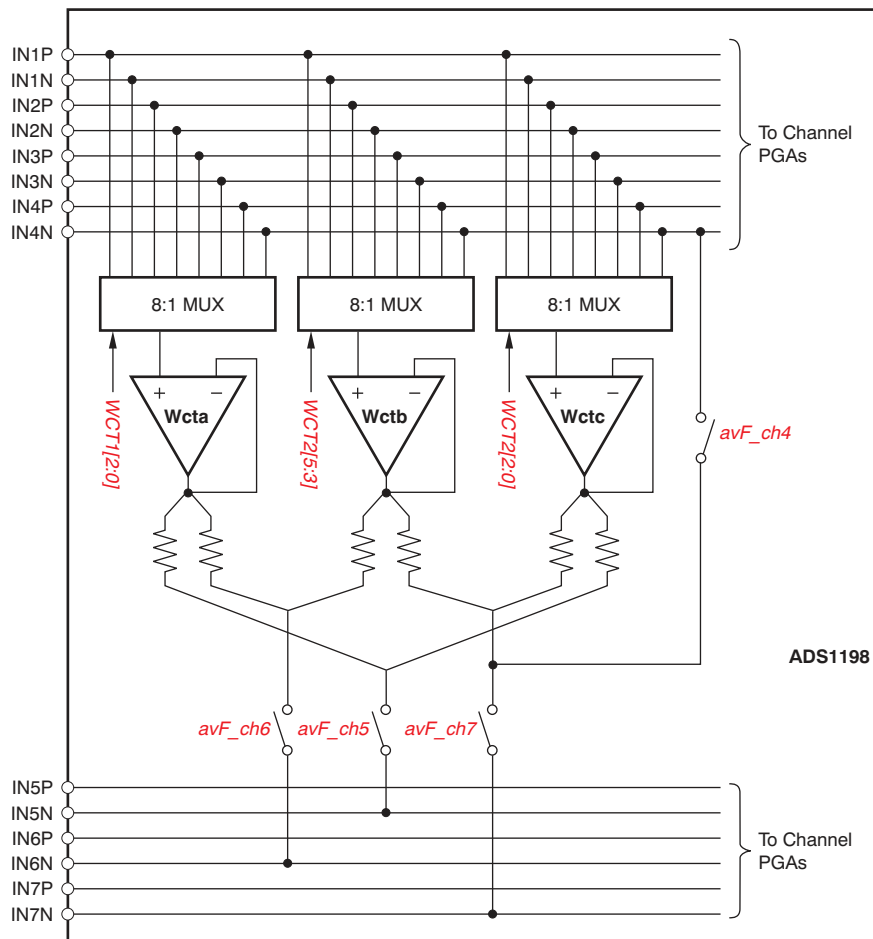 IN1P
IN1N
IN2P
IN2N
IN3P
IN3N
IN4P
IN4N
To Channel
PGAs
8:1 MUX
8:1 MUX
8:1 MUX
WCT1[2:0]
+ −
Wcta
WCT2[5:3]
+ −
Wctb
WCT2[2:0]
+ −
Wctc
avF_ch4
ADS1198
avF_ch6
avF_ch5
avF_ch7
IN5P
IN5N
IN6P
IN6N
IN7P
IN7N
To Channel
PGAs